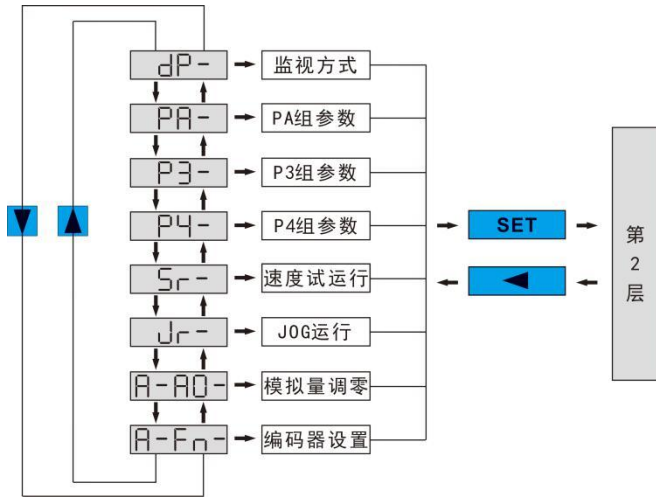 dP-
监视方式
PA-
PA组参数
P3-
P3组参数
P4-
P4组参数
SET
Sr-
速度试运行
Jr-
JOG运行
A-A0-
模拟量调零
A-Fn-
编码器设置
第
2
层